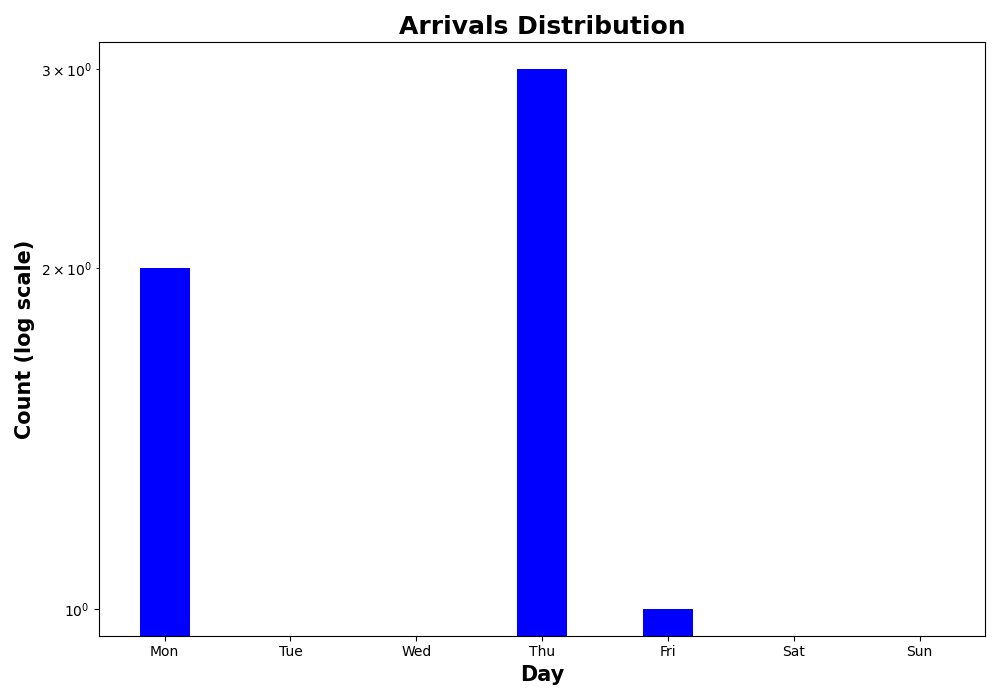 Arrivals Distribution
3 × 10⁰
2 × 10⁰
10⁰
Count (log scale)
Mon Tue Wed Thu Fri Sat Sun
Day